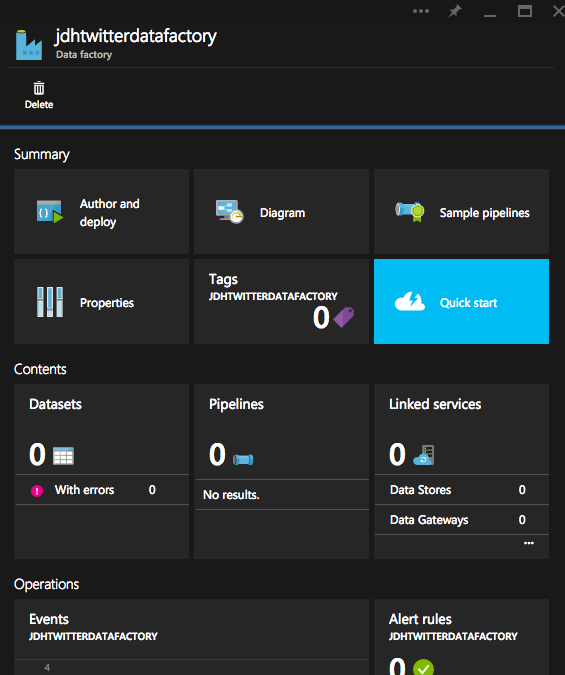 jdhtwitterdatafactory
Data factory
Delete
Summary
Author and
deploy
Diagram
Sample pipelines
Properties
Tags
JDHTWITTERDATAFACTORY
0
Quick start
Contents
Datasets
0
With errors 0
Pipelines
0
No results.
Linked services
0
Data Stores 0
Data Gateways 0
...
Operations
Events
JDHTWITTERDATAFACTORY
4
Alert rules
JDHTWITTERDATAFACTORY
0